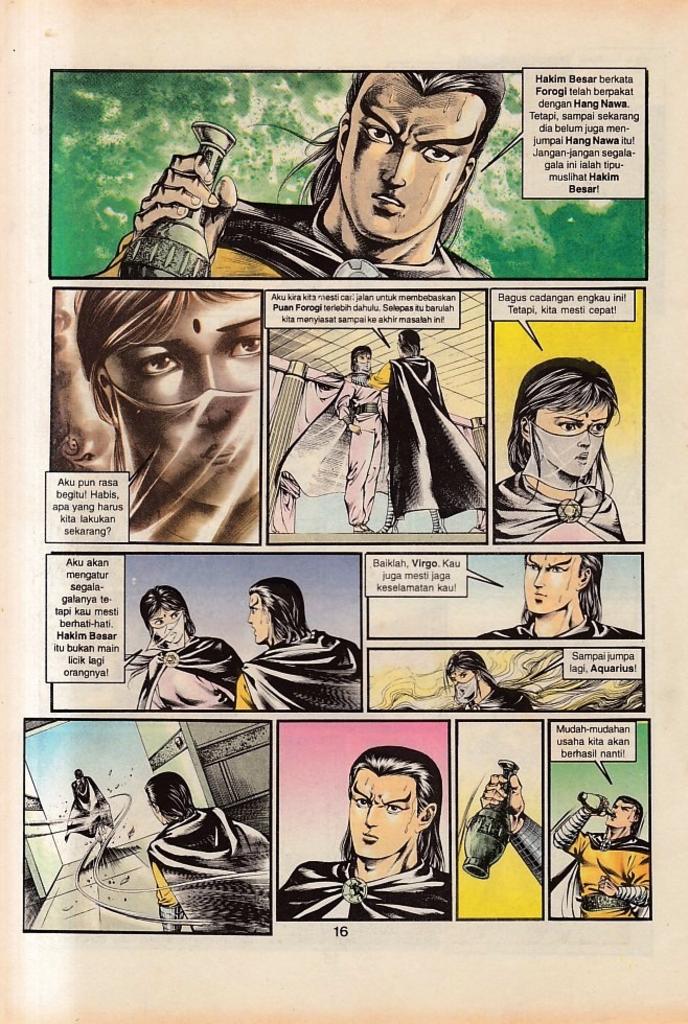 Hakim Besar berkata
Forogi telah berpakat
dengan Hang Nawa.
Tetapi, sampai sekarang
dia belum juga men-
jumpai Hang Nawa itu!
Jangan-jangan segala-
gala ini ialah tipu-
muslihat Hakim
Besar!
Aku pun rasa
begitu! Habis,
apa yang harus
kita lakukan
sekarang?
Aku kira kita mesti cari jalan untuk membebaskan
Puan Forogi terlebih dahulu. Selepas itu barulah
kita menyiasat sampai ke akhir masalah ini!
Bagus cadangan engkau ini!
Tetapi, kita mesti cepat!
Aku akan
mengatur
segala-
galanya te-
tapi kau mesti
berhati-hati.
Hakim Besar
itu bukan main
licik lagi
orangnya!
Baiklah, Virgo. Kau
juga mesti jaga
keselamatan kau!
Sampai jumpa
lagi, Aquarius!
Mudah-mudahan
usaha kita akan
berhasil nanti!
16